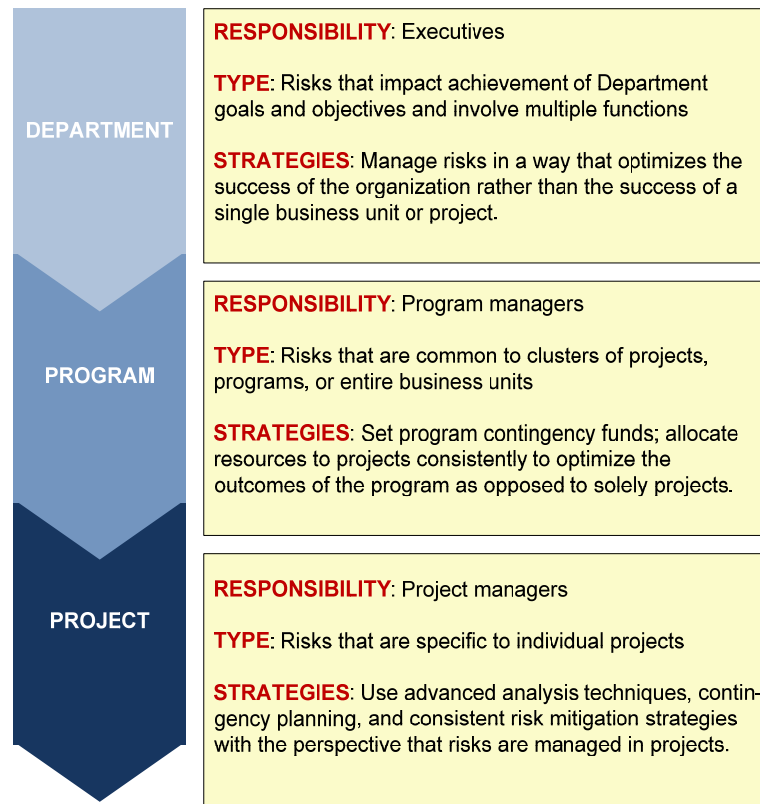 DEPARTMENT
RESPONSIBILITY: Executives
TYPE: Risks that impact achievement of Department
goals and objectives and involve multiple functions
STRATEGIES: Manage risks in a way that optimizes the
success of the organization rather than the success of a
single business unit or project.
PROGRAM
RESPONSIBILITY: Program managers
TYPE: Risks that are common to clusters of projects,
programs, or entire business units
STRATEGIES: Set program contingency funds; allocate
resources to projects consistently to optimize the
outcomes of the program as opposed to solely projects.
PROJECT
RESPONSIBILITY: Project managers
TYPE: Risks that are specific to individual projects
STRATEGIES: Use advanced analysis techniques, contin-
gency planning, and consistent risk mitigation strategies
with the perspective that risks are managed in projects.